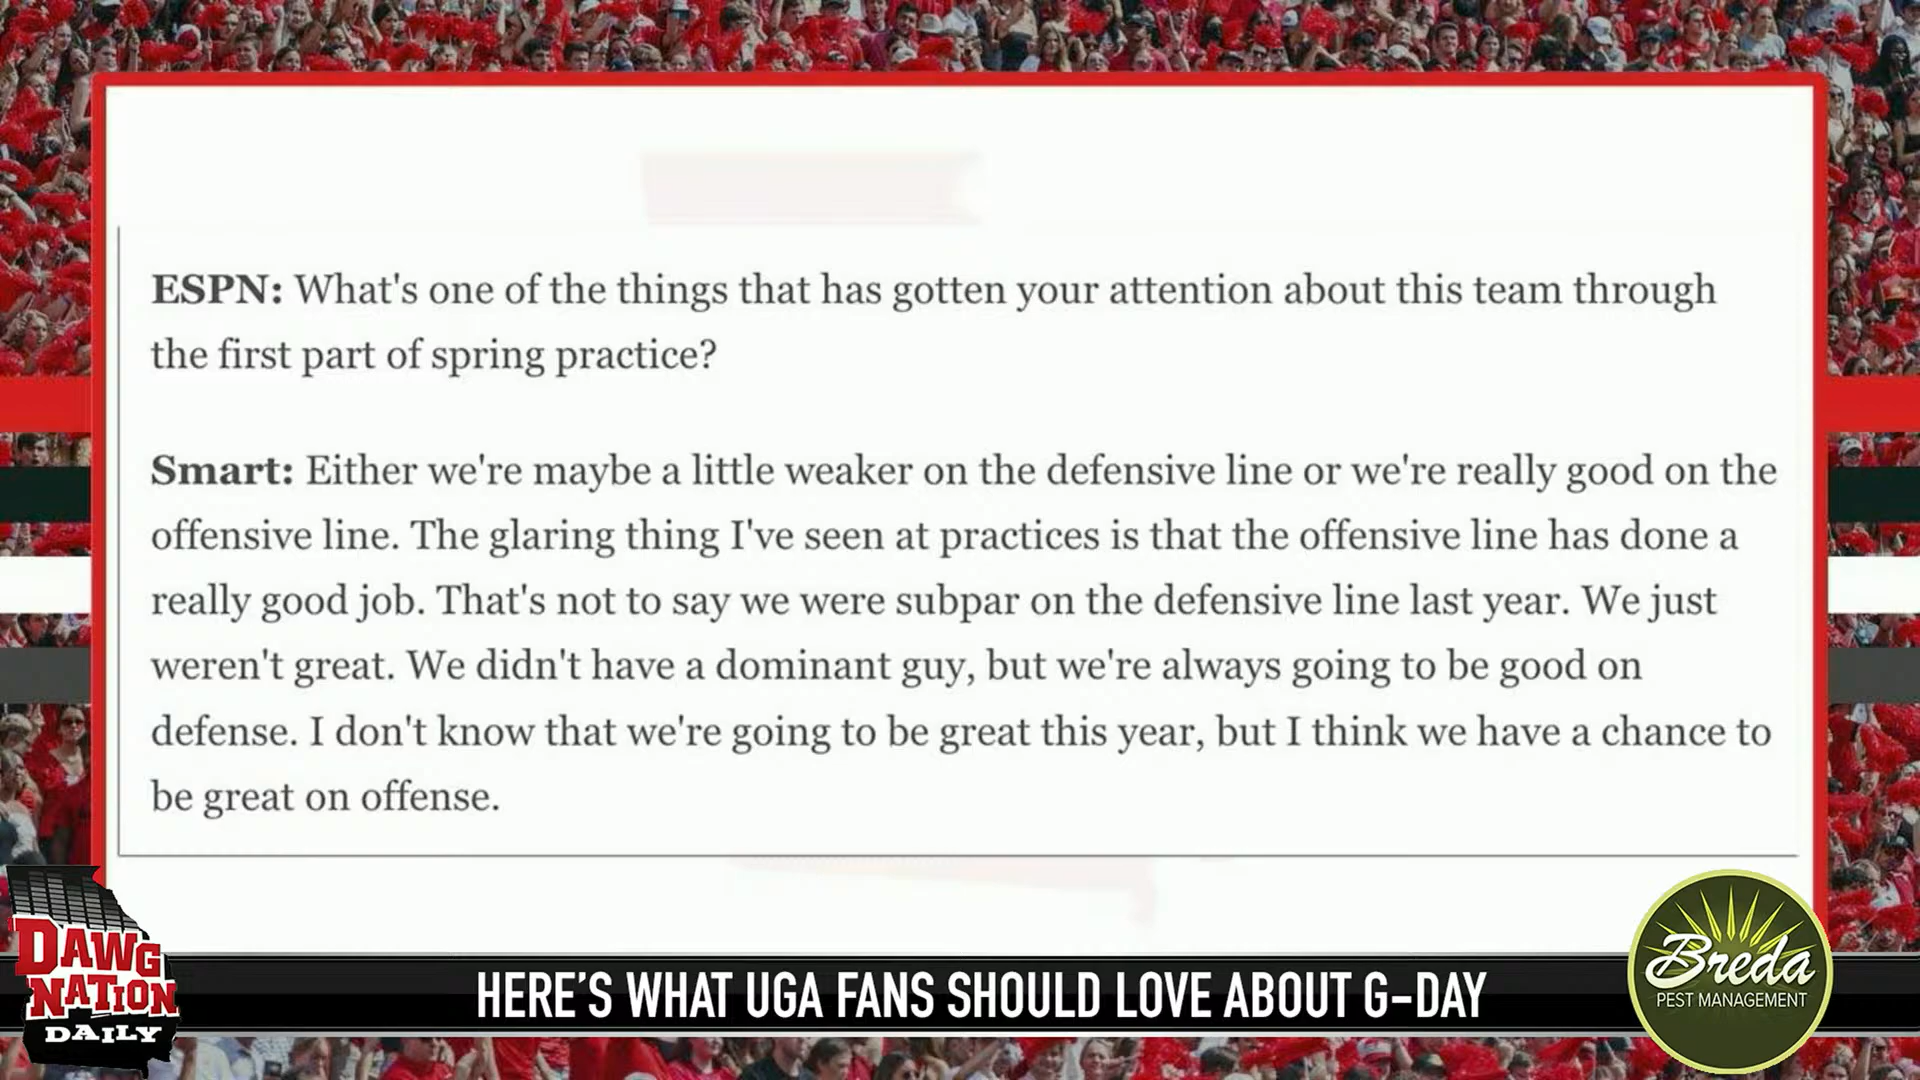 ESPN: What's one of the things that has gotten your attention about this team through
the first part of spring practice?
Smart: Either we're maybe a little weaker on the defensive line or we're really good on the
offensive line. The glaring thing I've seen at practices is that the offensive line has done a
really good job. That's not to say we were subpar on the defensive line last year. We just
weren't great. We didn't have a dominant guy, but we're always going to be good on
defense. I don't know that we're going to be great this year, but I think we have a chance to
be great on offense.
DAWG
NATION
DAILY
HERE'S WHAT UGA FANS SHOULD LOVE ABOUT G-DAY
Breda
PEST MANAGEMENT